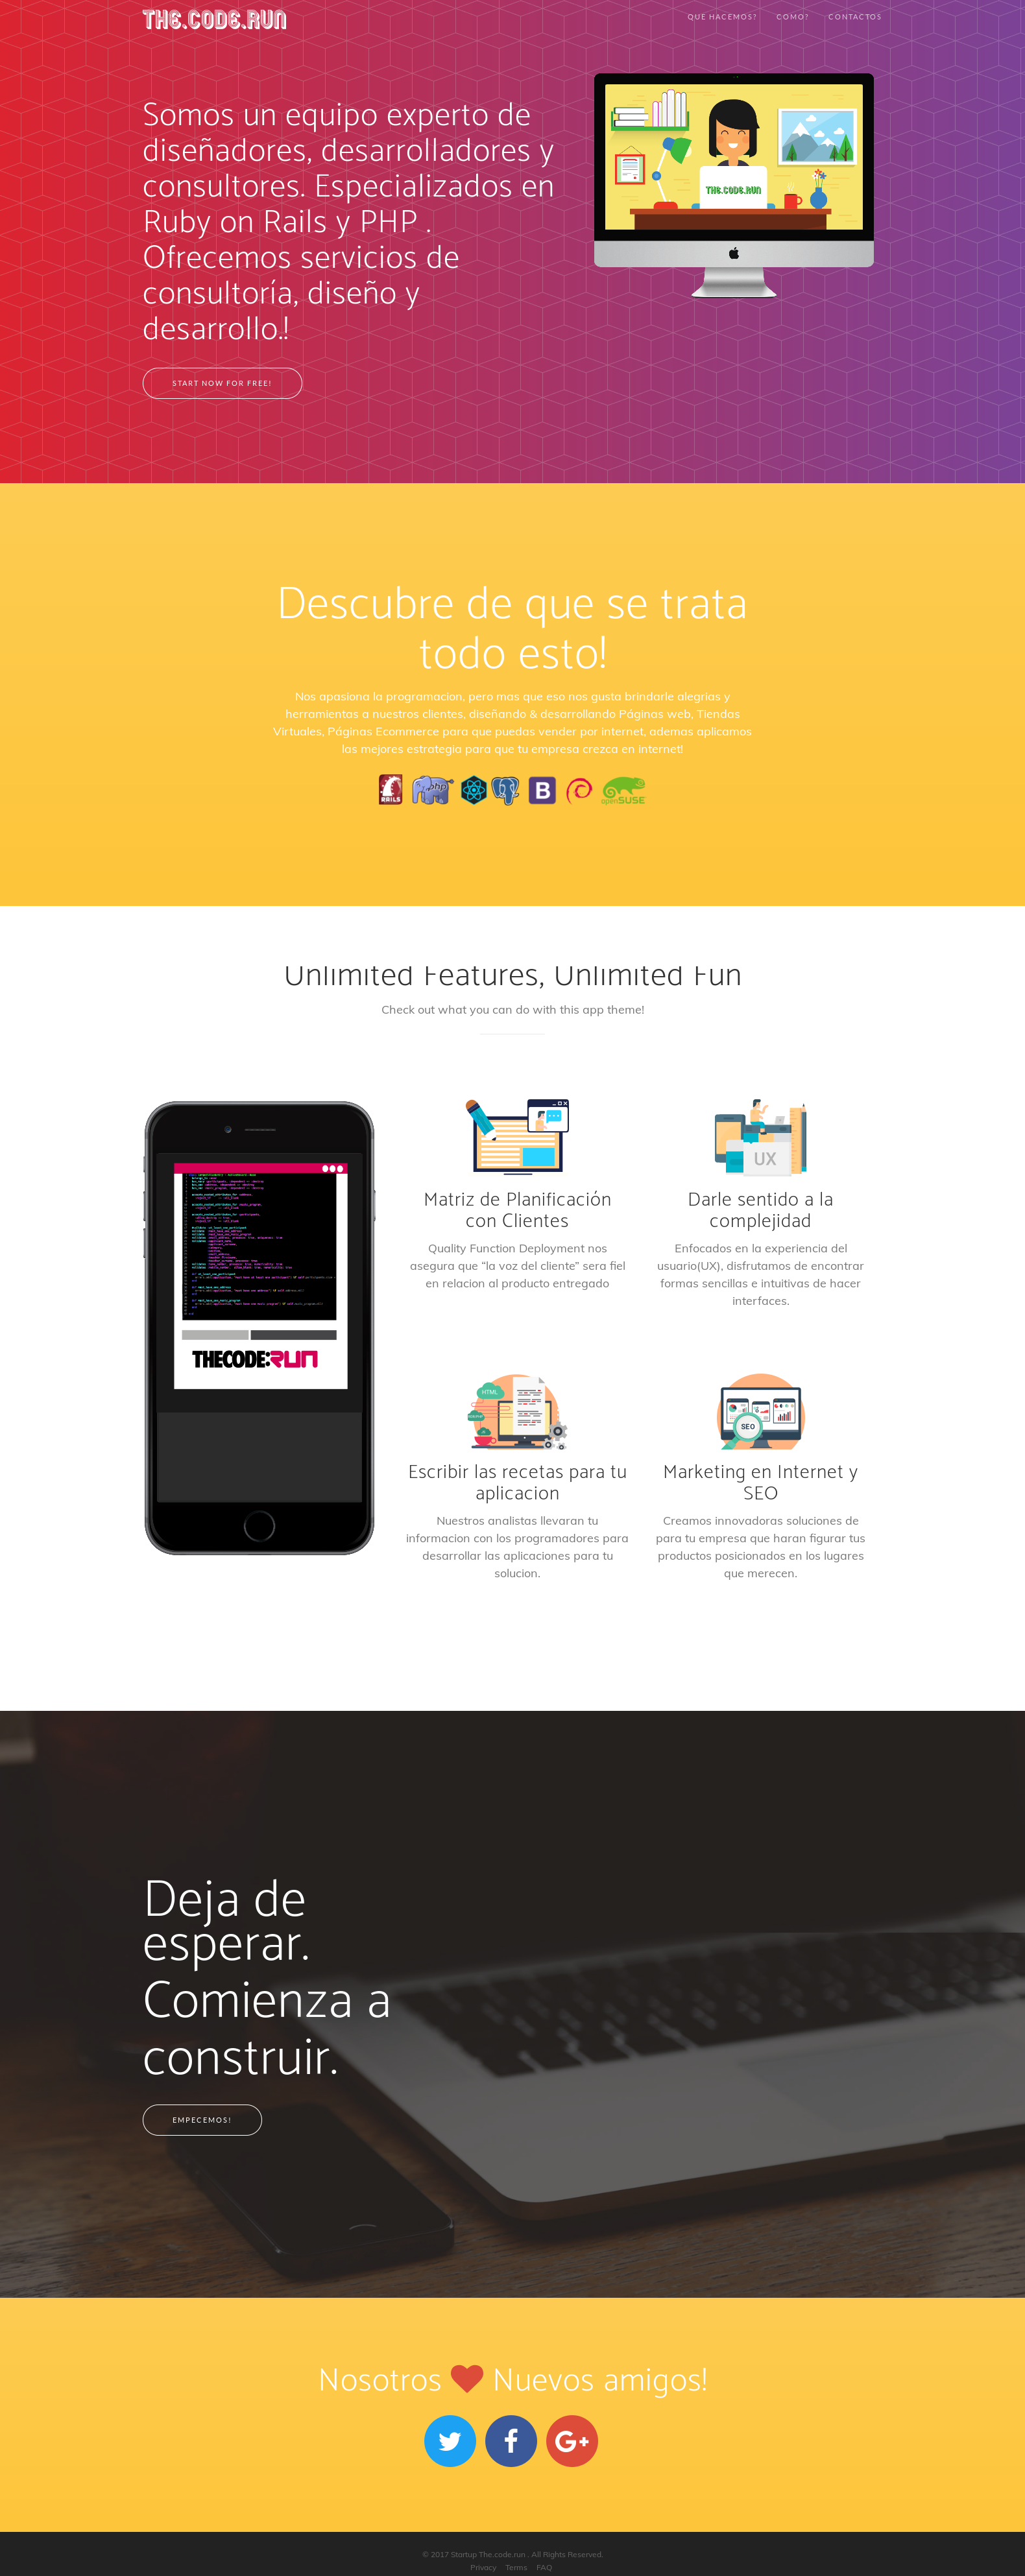 THE.CODE.RUN
QUE HACEMOS?
COMO?
CONTACTOS
Somos un equipo experto de
diseñadores, desarrolladores y
consultores. Especializados en
Ruby on Rails y PHP .
Ofrecemos servicios de
consultoría, diseño y
desarrollo.!
THE.CODE.RUN
START NOW FOR FREE!
Descubre de que se trata
todo esto!
Nos apasiona la programacion, pero mas que eso nos gusta brindarle alegrias y
herramientas a nuestros clientes, diseñando & desarrollando Páginas web, Tiendas
Virtuales, Páginas Ecommerce para que puedas vender por internet, ademas aplicamos
las mejores estrategia para que tu empresa crezca en internet!
RAILS
php
B
openSUSE
Unlimited Features, Unlimited Fun
Check out what you can do with this app theme!
THECODE:RUN
Matriz de Planificación
con Clientes
Quality Function Deployment nos
asegura que “la voz del cliente” sera fiel
en relacion al producto entregado
UX
Darle sentido a la
complejidad
Enfocados en la experiencia del
usuario(UX), disfrutamos de encontrar
formas sencillas e intuitivas de hacer
interfaces.
HTML
Escribir las recetas para tu
aplicacion
Nuestros analistas llevaran tu
informacion con los programadores para
desarrollar las aplicaciones para tu
solucion.
SEO
Marketing en Internet y
SEO
Creamos innovadoras soluciones de
para tu empresa que haran figurar tus
productos posicionados en los lugares
que merecen.
Deja de
esperar.
Comienza a
construir.
EMPECEMOS!
Nosotros Nuevos amigos!
© 2017 Startup The.code.run . All Rights Reserved.
Privacy Terms FAQ